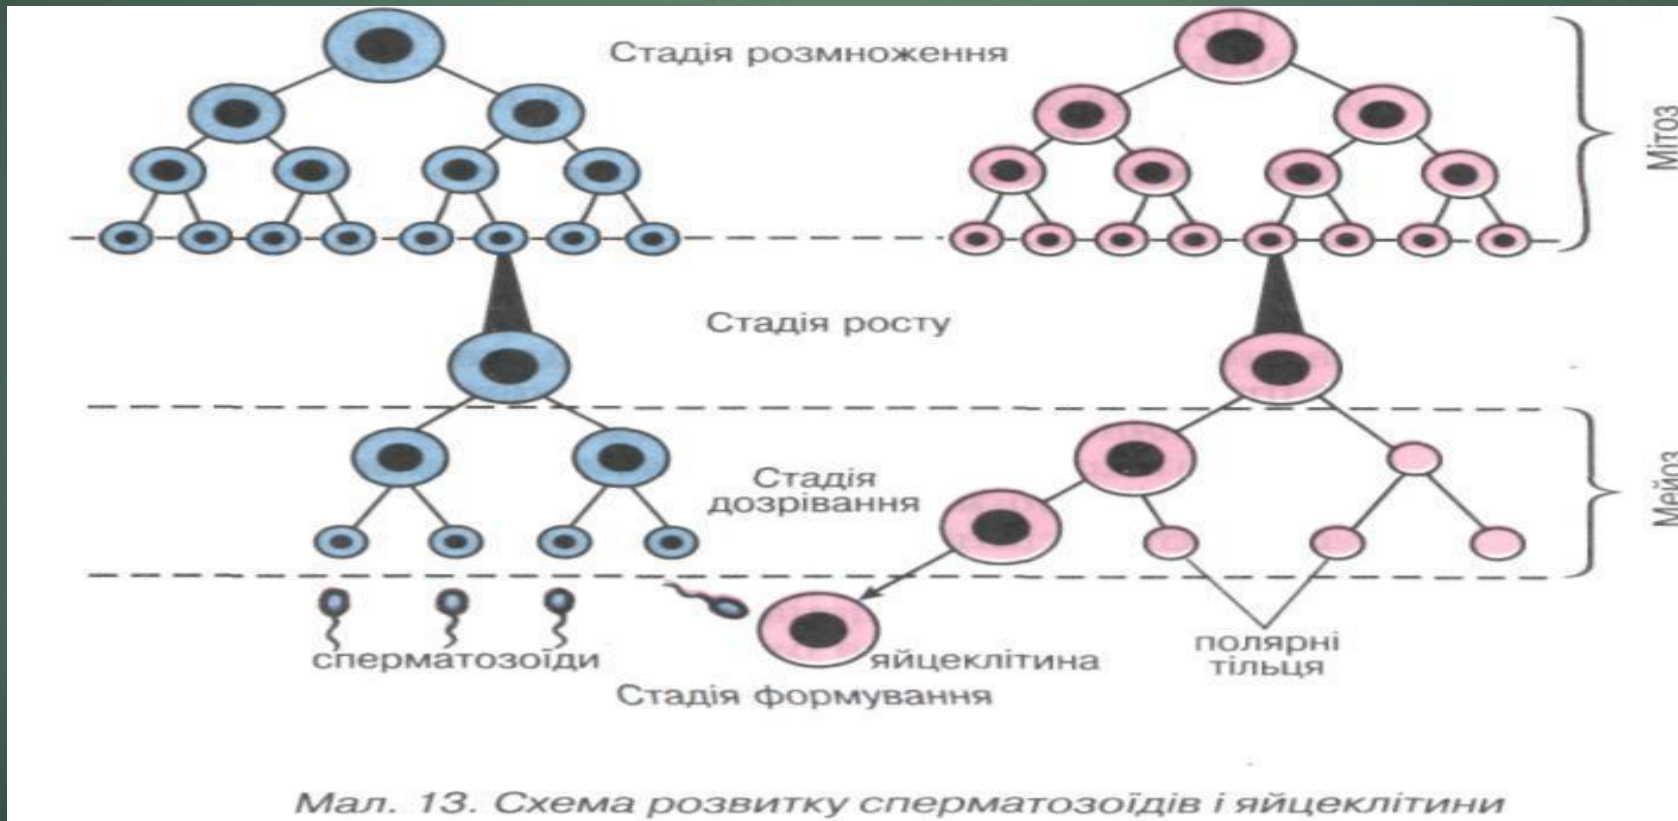 Стадія розмноження
Мітоз
Стадія росту
Стадія
дозрівання
Мейоз
сперматозоїди
яйцеклітина
полярні
тільця
Стадія формування
Мал. 13. Схема розвитку сперматозоїдів і яйцеклітини